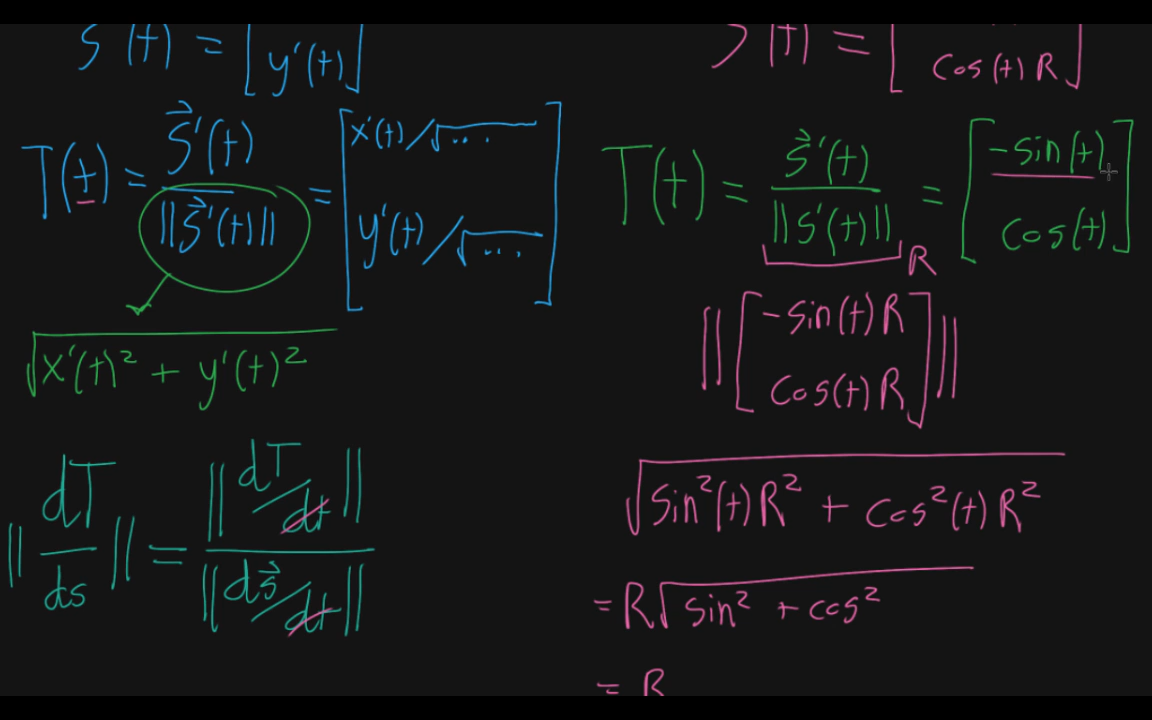 s'(t) = [ y'(t) ]
T(t) = s⃗'(t) / ||s⃗'(t)|| = [ x'(t)/√... y'(t)/√... ]
√x'(t)² + y'(t)²
||dT/ds|| = ||dT/dt|| / ||ds⃗/dt||
s'(t) = [ cos(t)R ]
T(t) = s⃗'(t) / ||s'(t)|| = [ -sin(t) cos(t) ]
R
|| [ -sin(t)R cos(t)R ] ||
√sin²(t)R² + cos²(t)R²
= R√sin² + cos²
= R